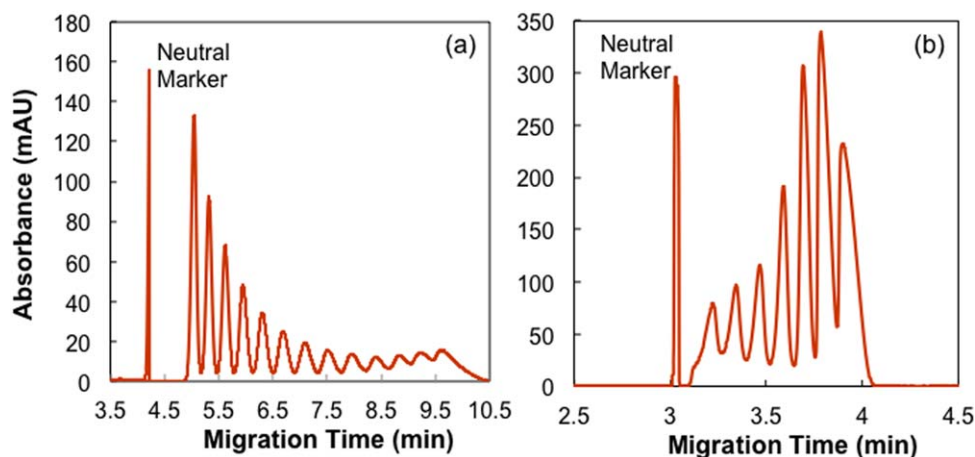 (a)
Neutral
Marker
Absorbance (mAU)
180
160
140
120
100
80
60
40
20
0
3.5 4.5 5.5 6.5 7.5 8.5 9.5 10.5
Migration Time (min)
(b)
Neutral
Marker
350
300
250
200
150
100
50
0
2.5 3 3.5 4 4.5
Migration Time (min)